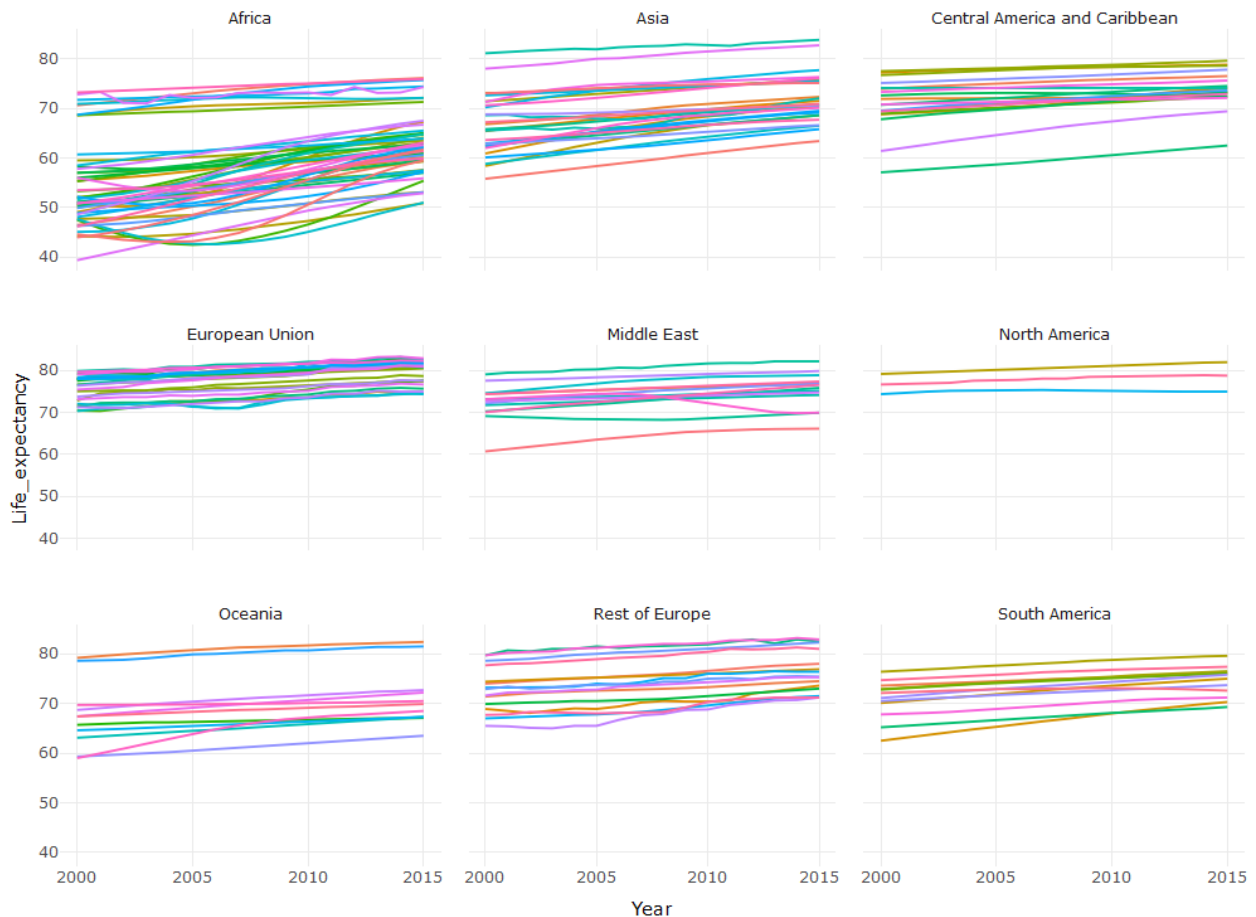 Africa
Asia
Central America and Caribbean
80
70
60
50
40
European Union
Middle East
North America
80
70
60
50
40
Life_expectancy
Oceania
Rest of Europe
South America
80
70
60
50
40
2000 2005 2010 2015
2000 2005 2010 2015
2000 2005 2010 2015
Year